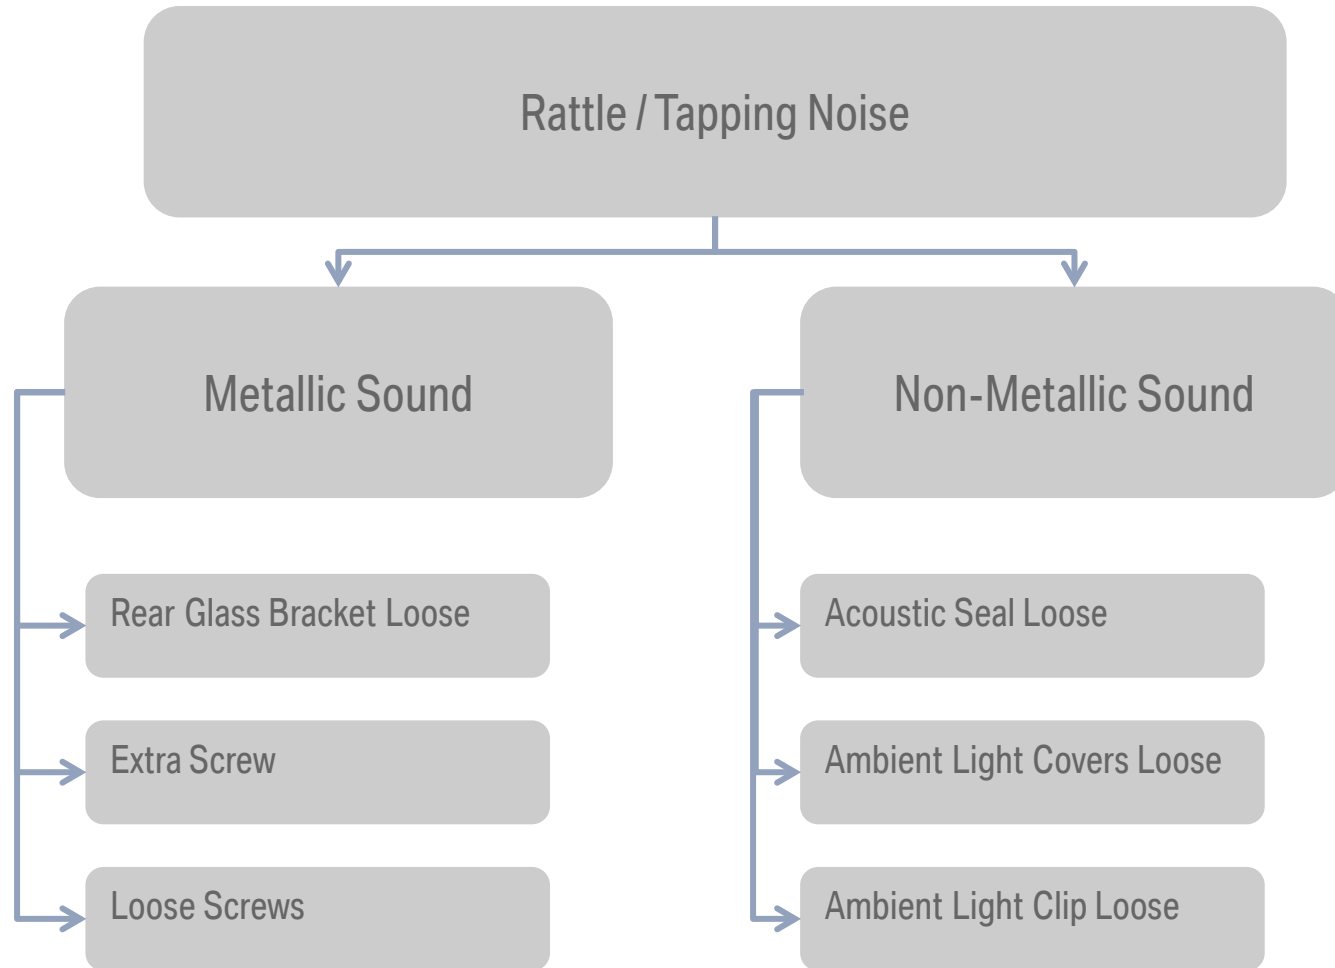 Rattle / Tapping Noise
Metallic Sound
Non-Metallic Sound
Rear Glass Bracket Loose
Acoustic Seal Loose
Extra Screw
Ambient Light Covers Loose
Loose Screws
Ambient Light Clip Loose